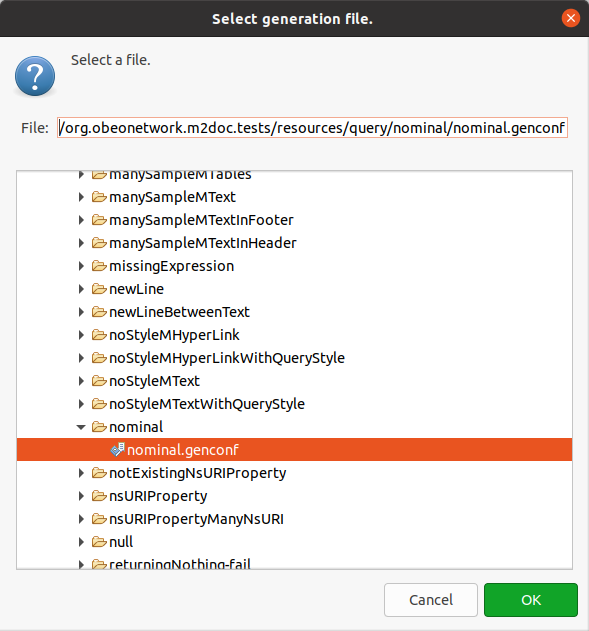 Select generation file.
Select a file.
File: /org.obeonetwork.m2doc.tests/resources/query/nominal/nominal.genconf
manySampleMTables
manySampleMText
manySampleMTextInFooter
manySampleMTextInHeader
missingExpression
newLine
newLineBetweenText
noStyleMHyperLink
noStyleMHyperLinkWithQueryStyle
noStyleMText
noStyleMTextWithQueryStyle
nominal
nominal.genconf
notExistingNsURIProperty
nsURIProperty
nsURIPropertyManyNsURI
null
returningNothing-fail
Cancel OK